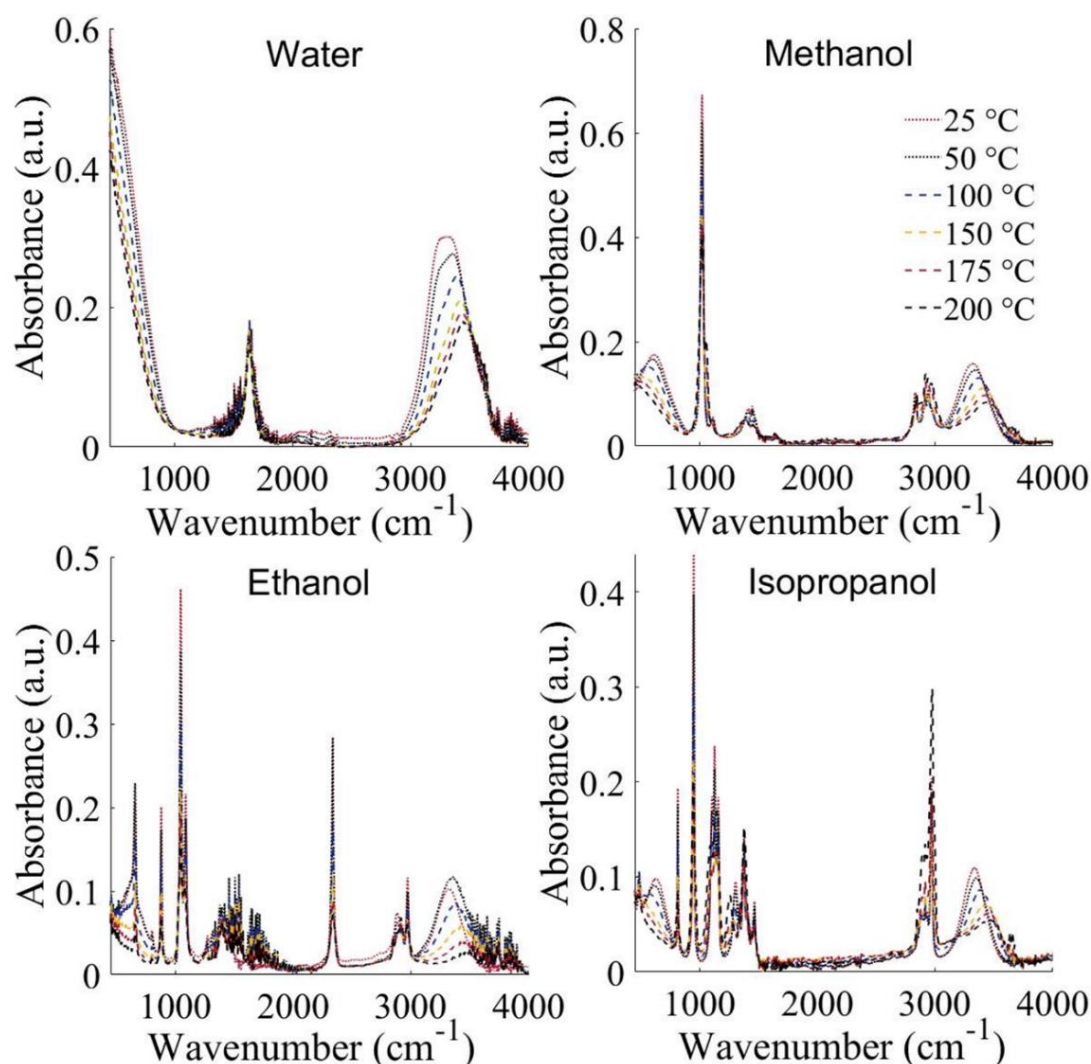 Water
0.6
0.4
0.2
0
Absorbance (a.u.)
1000 2000 3000 4000
Wavenumber (cm-1)
Methanol
0.8
0.6
0.4
0.2
0
Absorbance (a.u.)
25 °C
50 °C
100 °C
150 °C
175 °C
200 °C
1000 2000 3000 4000
Wavenumber (cm-1)
Ethanol
0.5
0.4
0.3
0.2
0.1
0
Absorbance (a.u.)
1000 2000 3000 4000
Wavenumber (cm-1)
Isopropanol
0.4
0.3
0.2
0.1
0
Absorbance (a.u.)
1000 2000 3000 4000
Wavenumber (cm-1)